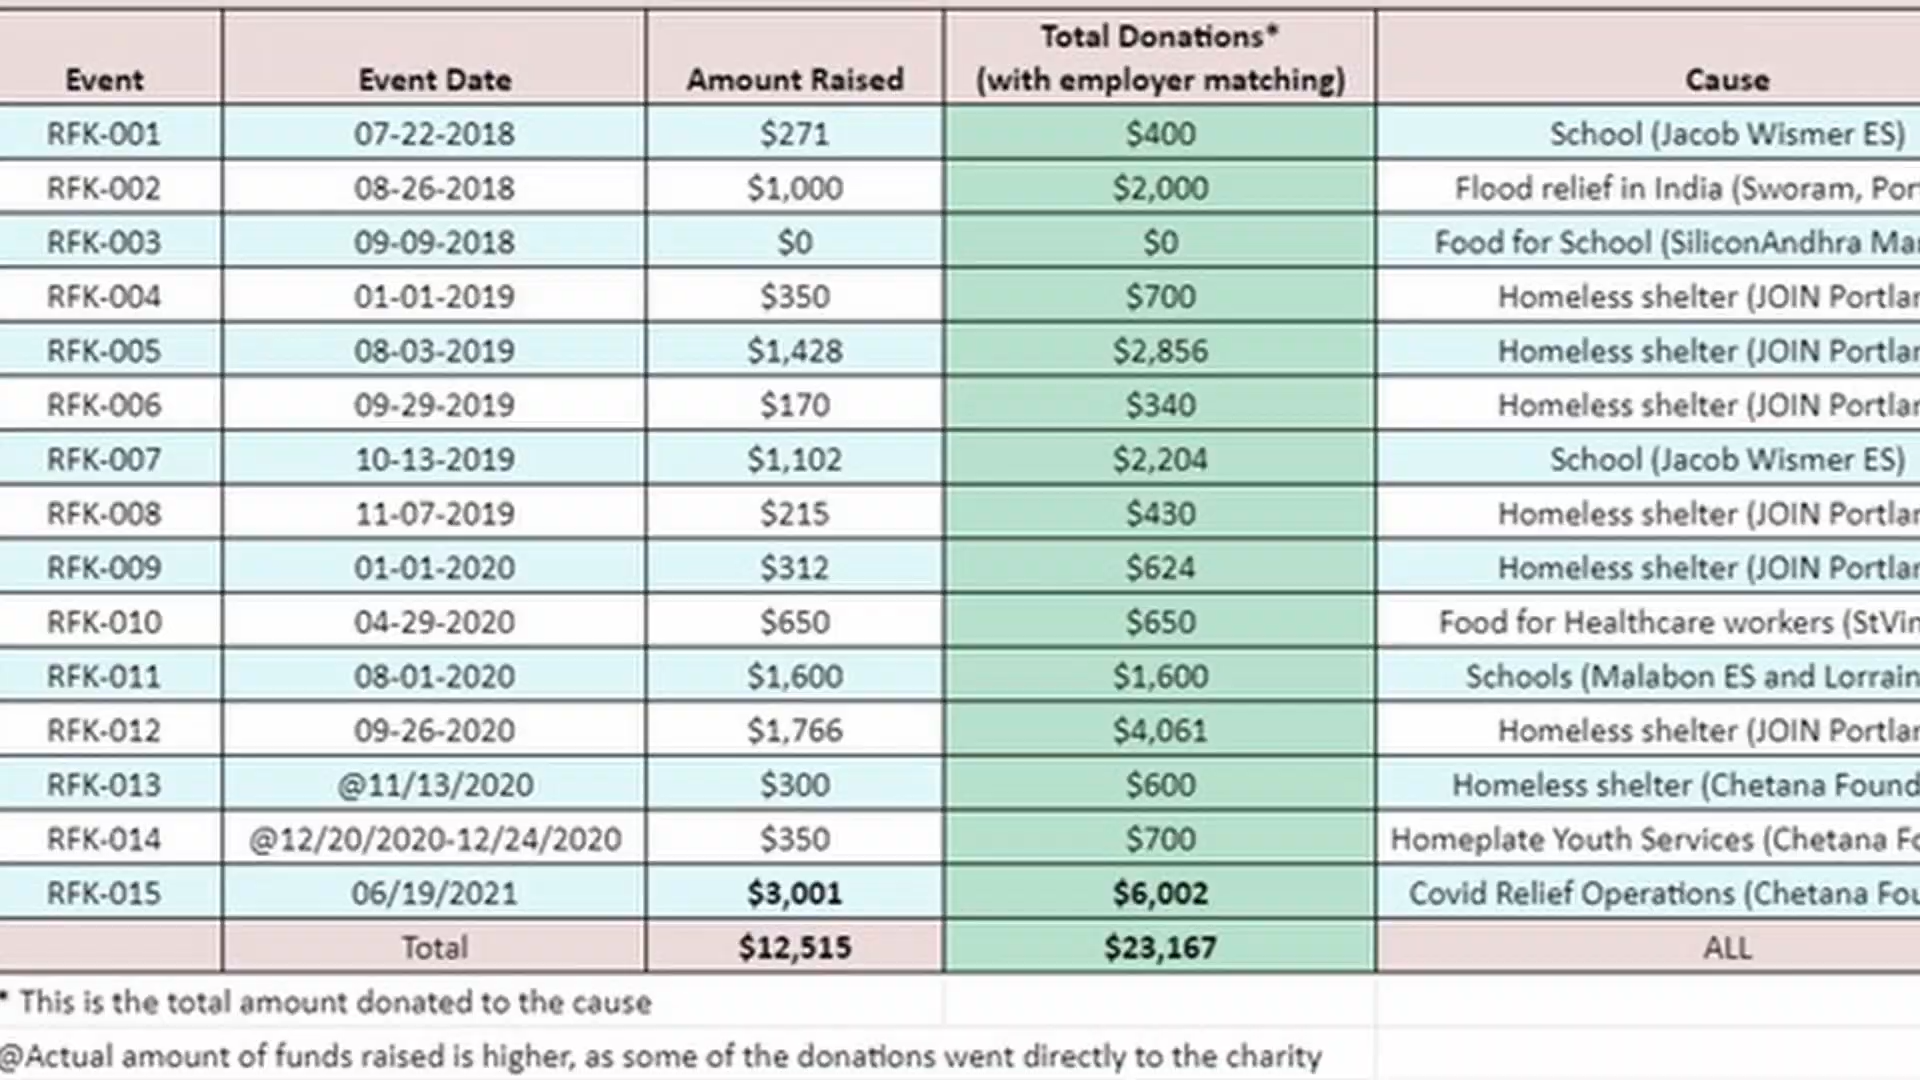 Event Event Date Amount Raised Total Donations* (with employer matching) Cause
RFK-001 07-22-2018 $271 $400 School (Jacob Wismer ES)
RFK-002 08-26-2018 $1,000 $2,000 Flood relief in India (Sworam, Por
RFK-003 09-09-2018 $0 $0 Food for School (SiliconAndhra Ma
RFK-004 01-01-2019 $350 $700 Homeless shelter (JOIN Portla
RFK-005 08-03-2019 $1,428 $2,856 Homeless shelter (JOIN Portla
RFK-006 09-29-2019 $170 $340 Homeless shelter (JOIN Portla
RFK-007 10-13-2019 $1,102 $2,204 School (Jacob Wismer ES)
RFK-008 11-07-2019 $215 $430 Homeless shelter (JOIN Portla
RFK-009 01-01-2020 $312 $624 Homeless shelter (JOIN Portla
RFK-010 04-29-2020 $650 $650 Food for Healthcare workers (StVin
RFK-011 08-01-2020 $1,600 $1,600 Schools (Malabon ES and Lorrain
RFK-012 09-26-2020 $1,766 $4,061 Homeless shelter (JOIN Portla
RFK-013 @11/13/2020 $300 $600 Homeless shelter (Chetana Found
RFK-014 @12/20/2020-12/24/2020 $350 $700 Homeplate Youth Services (Chetana Fo
RFK-015 06/19/2021 $3,001 $6,002 Covid Relief Operations (Chetana Fou
Total $12,515 $23,167 ALL
* This is the total amount donated to the cause
@Actual amount of funds raised is higher, as some of the donations went directly to the charity